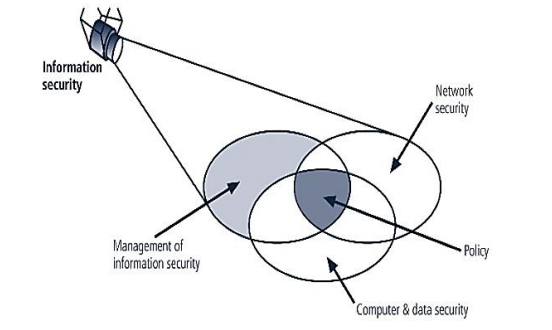 Information
security
Network
security
Management of
information security
Policy
Computer & data security